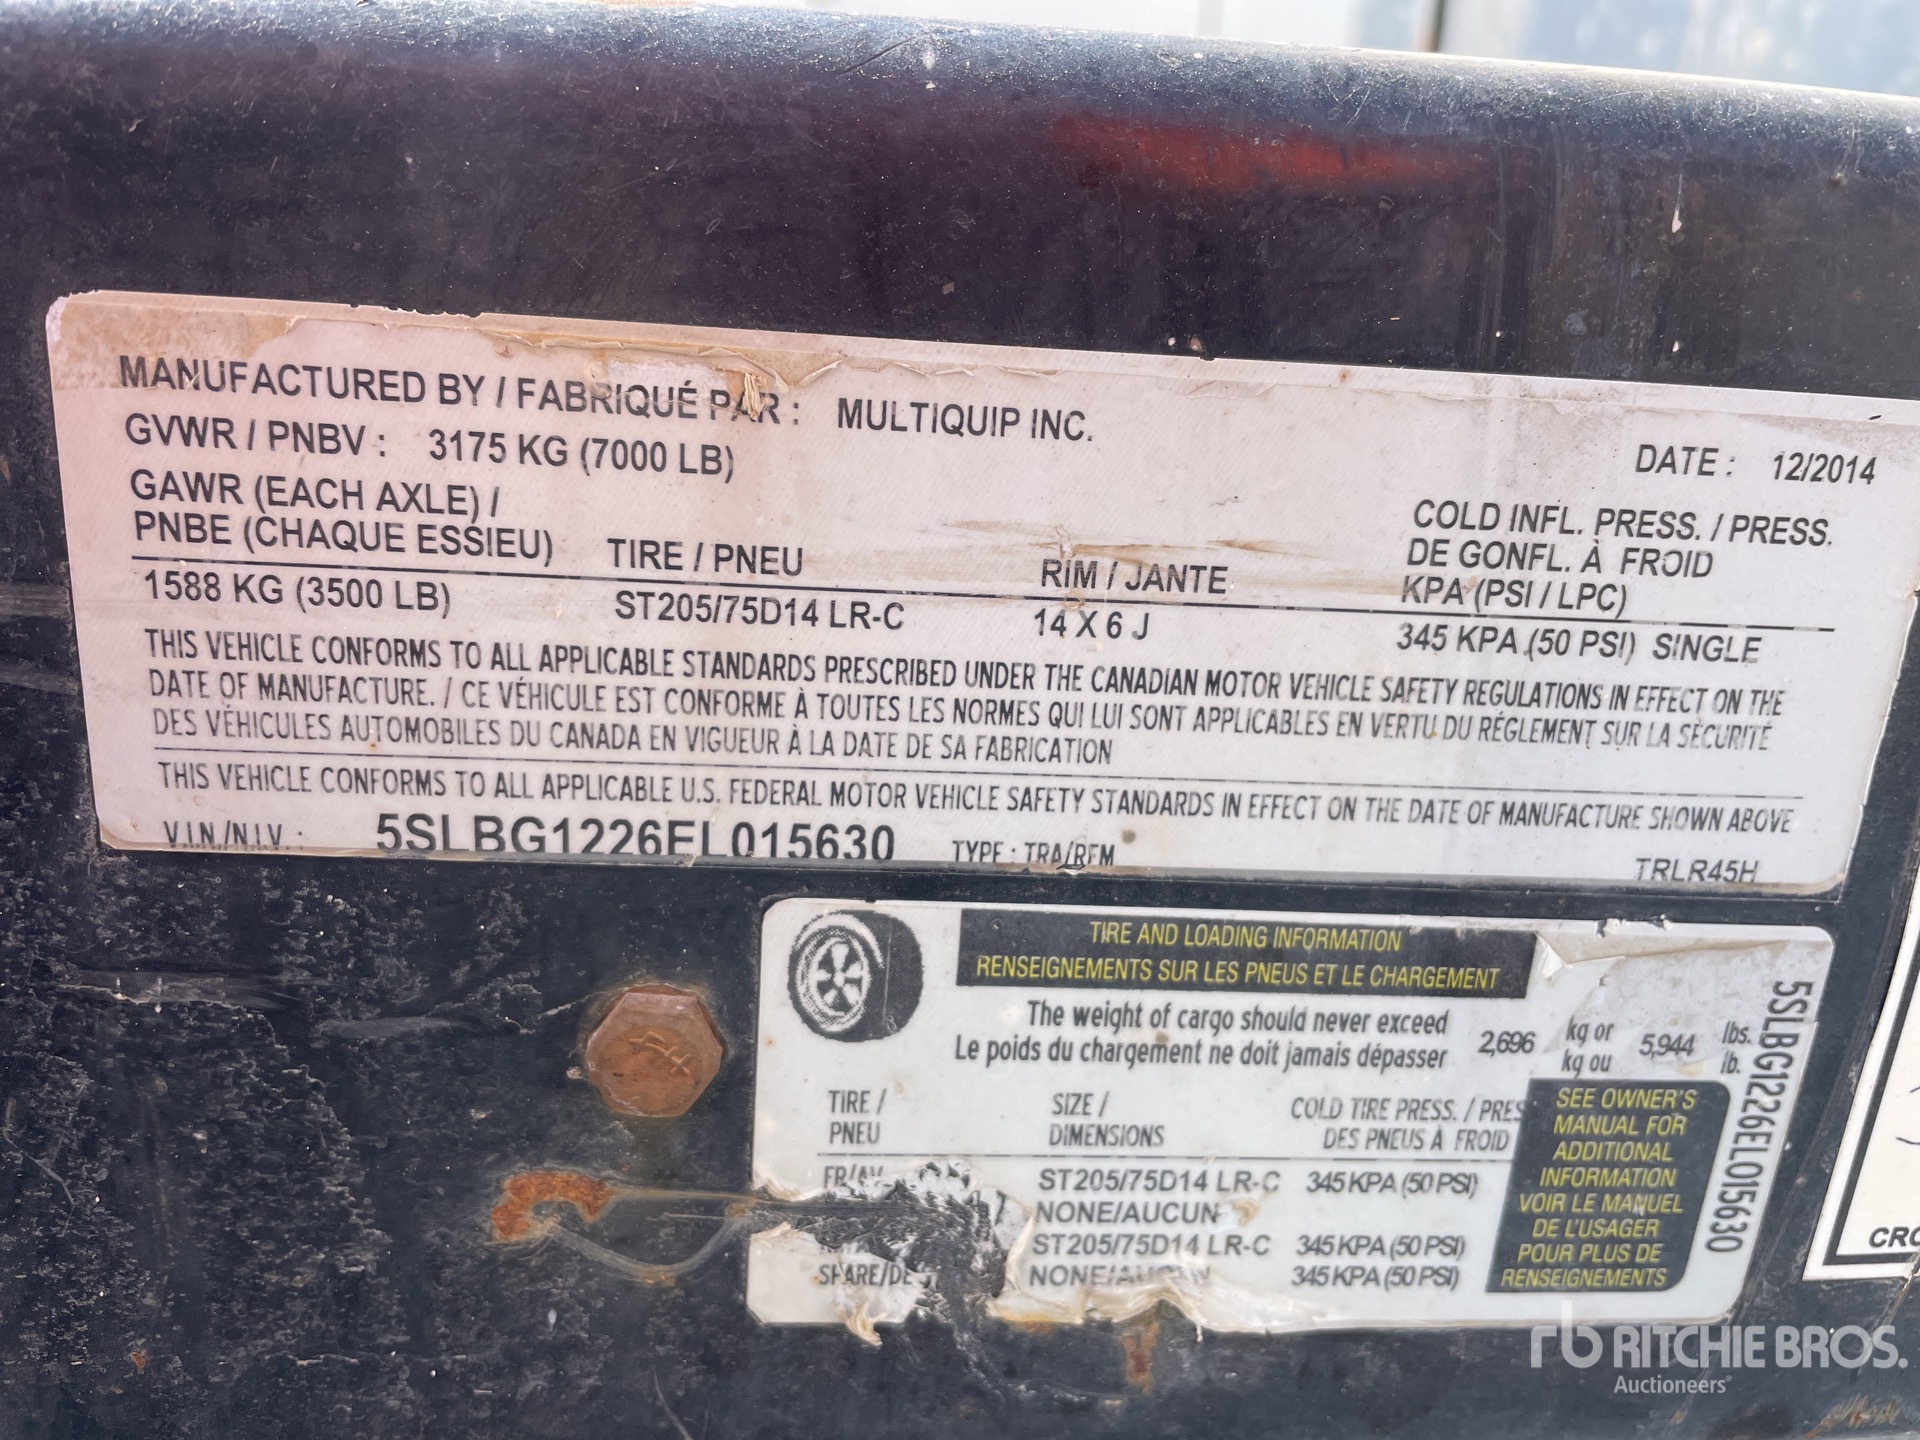 MANUFACTURED BY / FABRIQUÉ PAR : MULTIQUIP INC.
GVWR / PNBV : 3175 KG (7000 LB)
DATE : 12/2014
GAWR (EACH AXLE) /
PNBE (CHAQUE ESSIEU)
TIRE / PNEU
RIM / JANTE
COLD INFL. PRESS. / PRESS.
DE GONFL. À FROID
KPA (PSI / LPC)
1588 KG (3500 LB) ST205/75D14 LR-C 14 X 6 J 345 KPA (50 PSI) SINGLE
THIS VEHICLE CONFORMS TO ALL APPLICABLE STANDARDS PRESCRIBED UNDER THE CANADIAN MOTOR VEHICLE SAFETY REGULATIONS IN EFFECT ON THE
DATE OF MANUFACTURE. / CE VÉHICULE EST CONFORME À TOUTES LES NORMES QUI LUI SONT APPLICABLES EN VERTU DU RÉGLEMENT SUR LA SÉCURITÉ
DES VÉHICULES AUTOMOBILES DU CANADA EN VIGUEUR À LA DATE DE SA FABRICATION
THIS VEHICLE CONFORMS TO ALL APPLICABLE U.S. FEDERAL MOTOR VEHICLE SAFETY STANDARDS IN EFFECT ON THE DATE OF MANUFACTURE SHOWN ABOVE
V.I.N./N.I.V. : 5SLBG1226EL015630 TYPE : TRA/REM TRLR45H
TIRE AND LOADING INFORMATION
RENSEIGNEMENTS SUR LES PNEUS ET LE CHARGEMENT
The weight of cargo should never exceed
Le poids du chargement ne doit jamais dépasser
2,696 kg or
kg ou
5,944 lbs.
lb.
TIRE /
PNEU
SIZE /
DIMENSIONS
COLD TIRE PRESS. / PRES
DES PNEUS À FROID
FR/AV ST205/75D14 LR-C 345 KPA (50 PSI)
NONE/AUCUN
ST205/75D14 LR-C 345 KPA (50 PSI)
SPARE/DE NONE/AUCUN 345 KPA (50 PSI)
SEE OWNER'S
MANUAL FOR
ADDITIONAL
INFORMATION
VOIR LE MANUEL
DE L'USAGER
POUR PLUS DE
RENSEIGNEMENTS
5SLBG1226EL015630
CRO
rb RITCHIE BROS.
Auctioneers